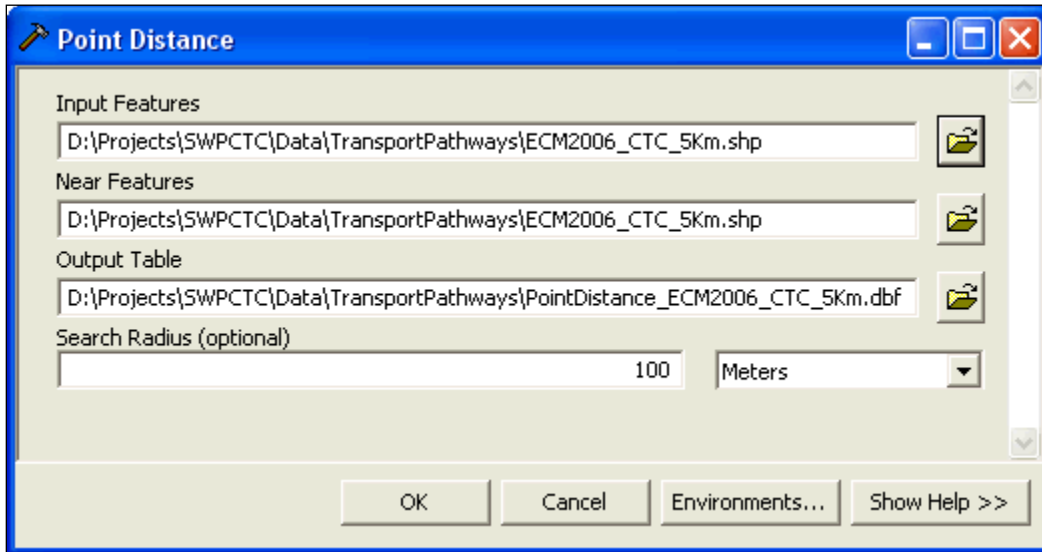 Point Distance
Input Features
D:\Projects\SWPCTC\Data\TransportPathways\ECM2006_CTC_5Km.shp
Near Features
D:\Projects\SWPCTC\Data\TransportPathways\ECM2006_CTC_5Km.shp
Output Table
D:\Projects\SWPCTC\Data\TransportPathways\PointDistance_ECM2006_CTC_5Km.dbf
Search Radius (optional)
100 Meters
OK Cancel Environments... Show Help >>